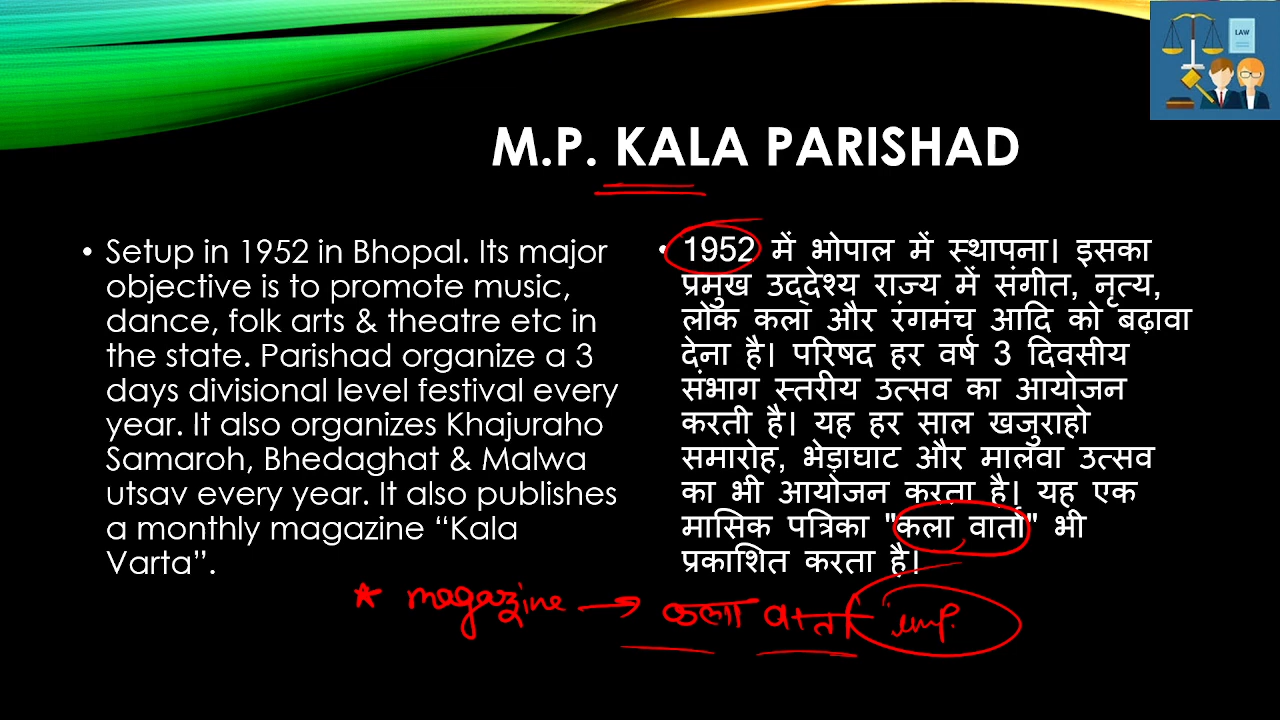 LAW
M.P. KALA PARISHAD
• Setup in 1952 in Bhopal. Its major
objective is to promote music,
dance, folk arts & theatre etc in
the state. Parishad organize a 3
days divisional level festival every
year. It also organizes Khajuraho
Samaroh, Bhedaghat & Malwa
utsav every year. It also publishes
a monthly magazine “Kala
Varta”.
• 1952 में भोपाल में स्थापना। इसका
प्रमुख उद्देश्य राज्य में संगीत, नृत्य,
लोक कला और रंगमंच आदि को बढ़ावा
देना है। परिषद हर वर्ष 3 दिवसीय
संभाग स्तरीय उत्सव का आयोजन
करती है। यह हर साल खजुराहो
समारोह, भेड़ाघाट और मालवा उत्सव
का भी आयोजन करता है। यह एक
मासिक पत्रिका "कला वार्ता" भी
प्रकाशित करता है।
★ magazine → कला वार्ता imp.